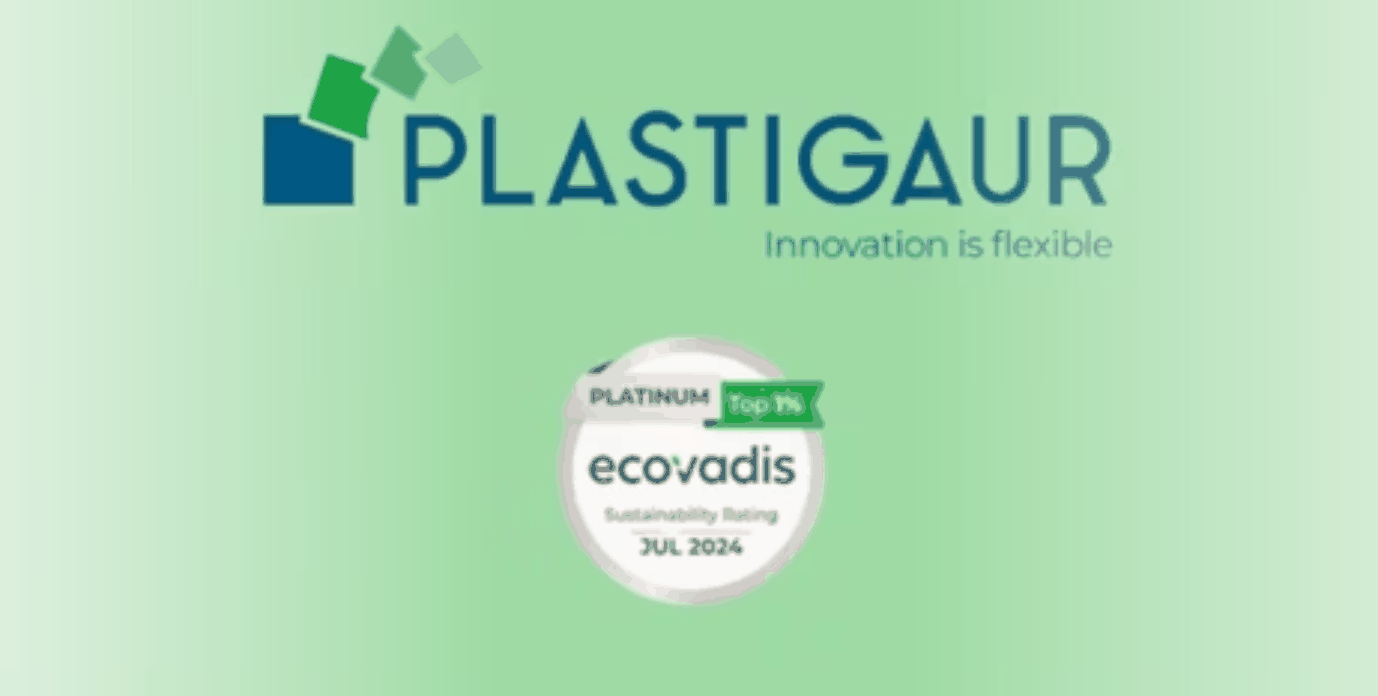 PLASTIGAUR
Innovation is flexible
PLATINUM Top 1%
ecovadis
Sustainability Rating
JUL 2024